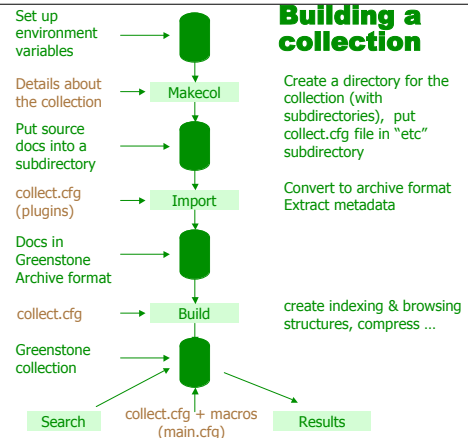 Building a
collection
Set up
environment
variables
Details about
the collection
Makecol
Create a directory for the
collection (with
subdirectories), put
collect.cfg file in “etc”
subdirectory
Put source
docs into a
subdirectory
collect.cfg
(plugins)
Import
Convert to archive format
Extract metadata
Docs in
Greenstone
Archive format
collect.cfg
Build
create indexing & browsing
structures, compress …
Greenstone
collection
Search
collect.cfg + macros
(main.cfg)
Results